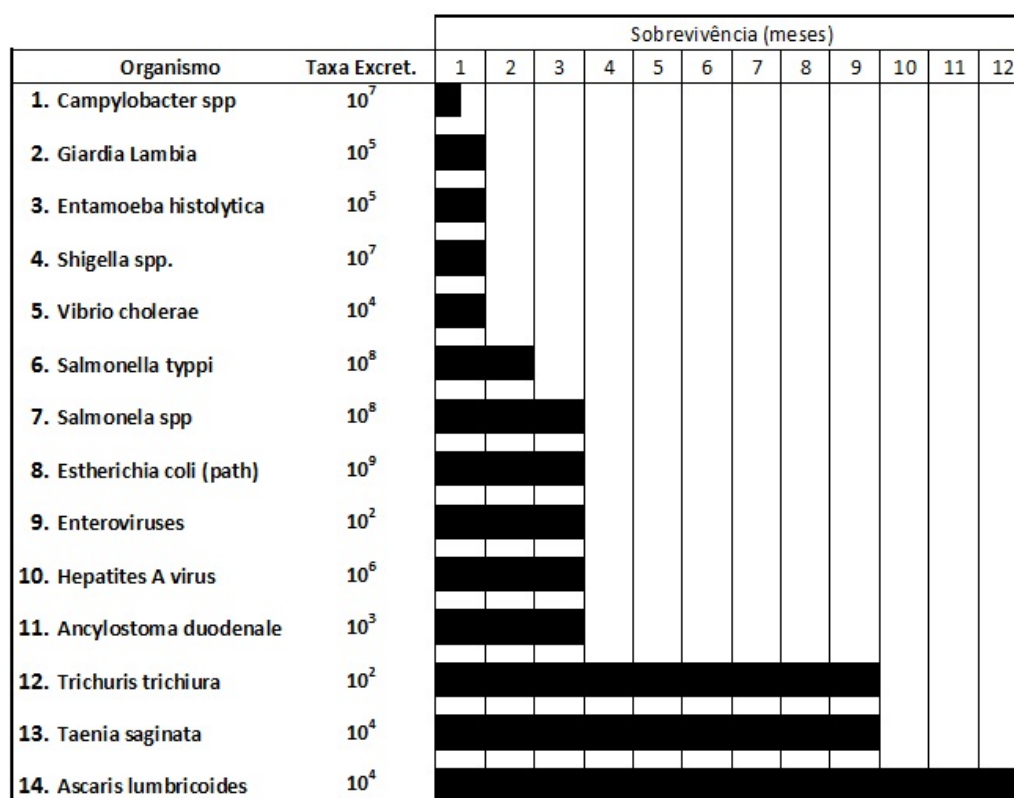 Sobrevivência (meses)
Organismo Taxa Excret. 1 2 3 4 5 6 7 8 9 10 11 12
1. Campylobacter spp 10⁷
2. Giardia Lambia 10⁵
3. Entamoeba histolytica 10⁵
4. Shigella spp. 10⁷
5. Vibrio cholerae 10⁴
6. Salmonella typpi 10⁸
7. Salmonela spp 10⁸
8. Estherichia coli (path) 10⁹
9. Enteroviruses 10²
10. Hepatites A virus 10⁶
11. Ancylostoma duodenale 10³
12. Trichuris trichiura 10²
13. Taenia saginata 10⁴
14. Ascaris lumbricoides 10⁴